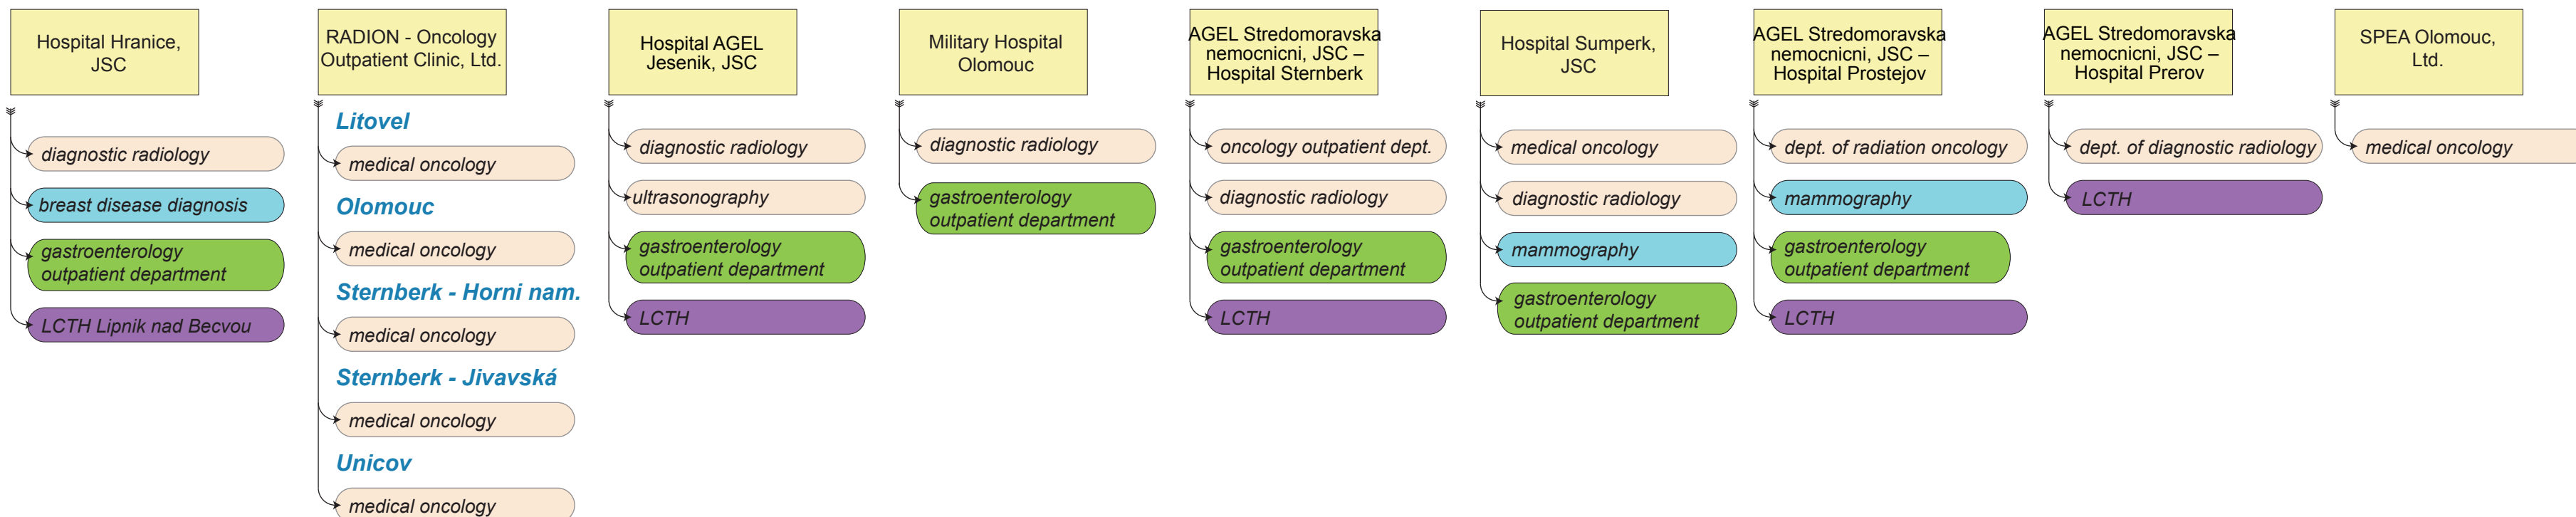 Hospital Hranice,
JSC
diagnostic radiology
breast disease diagnosis
gastroenterology
outpatient department
LCTH Lipnik nad Becvou
RADION - Oncology
Outpatient Clinic, Ltd.
Litovel
medical oncology
Olomouc
medical oncology
Sternberk - Horni nam.
medical oncology
Sternberk - Jivavská
medical oncology
Unicov
medical oncology
Hospital AGEL
Jesenik, JSC
diagnostic radiology
ultrasonography
gastroenterology
outpatient department
LCTH
Military Hospital
Olomouc
diagnostic radiology
gastroenterology
outpatient department
AGEL Stredomoravska
nemocnicni, JSC –
Hospital Sternberk
oncology outpatient dept.
diagnostic radiology
gastroenterology
outpatient department
LCTH
Hospital Sumperk,
JSC
medical oncology
diagnostic radiology
mammography
gastroenterology
outpatient department
AGEL Stredomoravska
nemocnicni, JSC –
Hospital Prostejov
dept. of radiation oncology
mammography
gastroenterology
outpatient department
LCTH
AGEL Stredomoravska
nemocnicni, JSC –
Hospital Prerov
dept. of diagnostic radiology
LCTH
SPEA Olomouc,
Ltd.
medical oncology